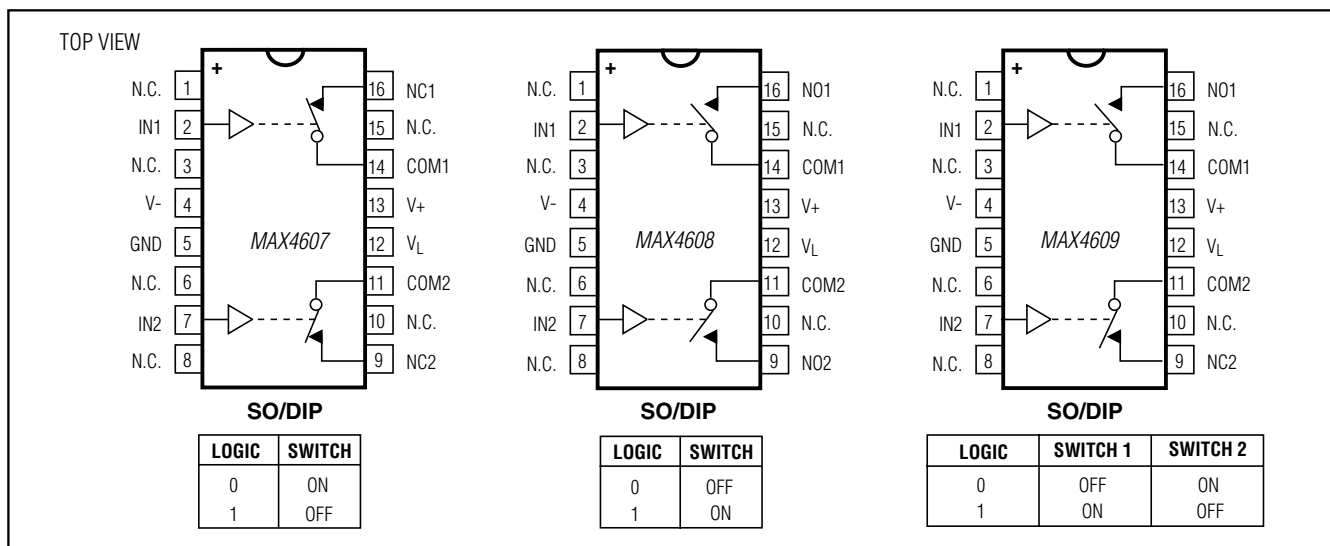 TOP VIEW
+
N.C. 1 16 NC1
IN1 2 15 N.C.
N.C. 3 14 COM1
V- 4 13 V+
GND 5 MAX4607 12 VL
N.C. 6 11 COM2
IN2 7 10 N.C.
N.C. 8 9 NC2
SO/DIP
LOGIC SWITCH
0 ON
1 OFF
+
N.C. 1 16 NO1
IN1 2 15 N.C.
N.C. 3 14 COM1
V- 4 13 V+
GND 5 MAX4608 12 VL
N.C. 6 11 COM2
IN2 7 10 N.C.
N.C. 8 9 NO2
SO/DIP
LOGIC SWITCH
0 OFF
1 ON
+
N.C. 1 16 NO1
IN1 2 15 N.C.
N.C. 3 14 COM1
V- 4 13 V+
GND 5 MAX4609 12 VL
N.C. 6 11 COM2
IN2 7 10 N.C.
N.C. 8 9 NC2
SO/DIP
LOGIC SWITCH 1 SWITCH 2
0 OFF ON
1 ON OFF